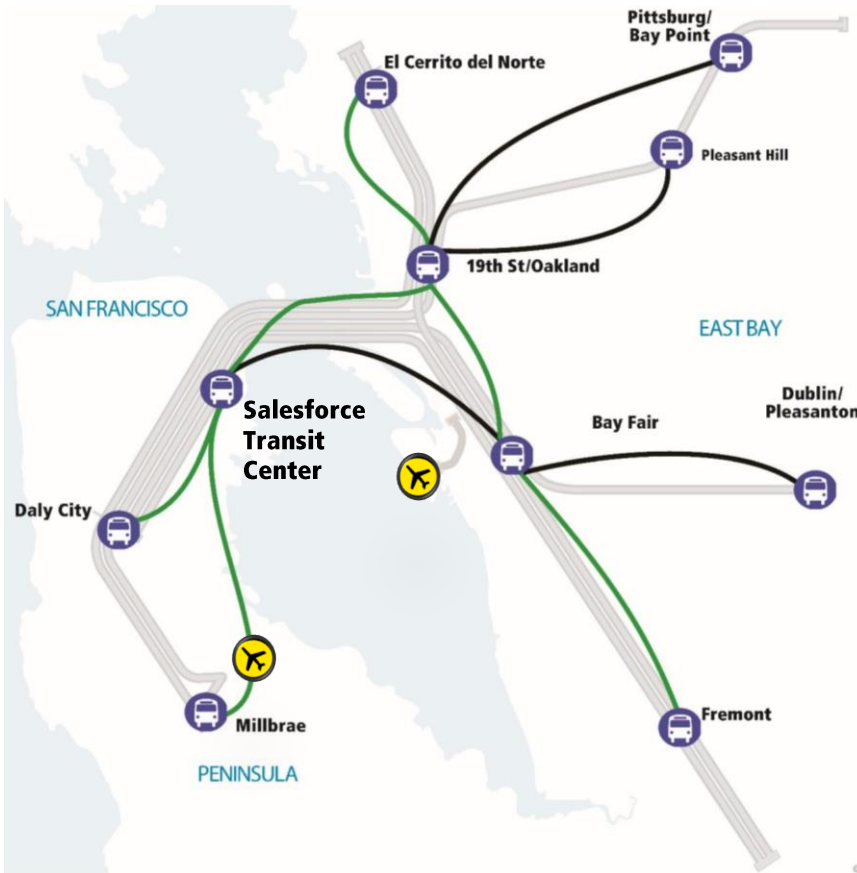 Pittsburg/
Bay Point
El Cerrito del Norte
Pleasant Hill
19th St/Oakland
SAN FRANCISCO
EAST BAY
Dublin/
Pleasanton
Salesforce
Transit
Center
Bay Fair
Daly City
Fremont
Millbrae
PENINSULA